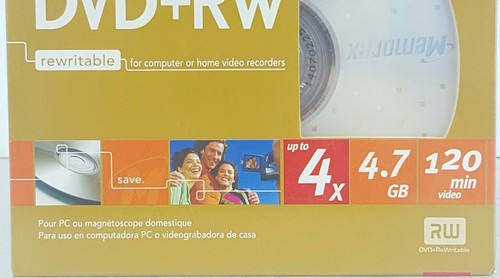 DVD+RW
rewritable for computer or home video recorders
Memorex
14070225
save.
up to
4x
4.7
GB
120
min
video
Pour PC ou magnétoscope domestique
Para uso en computadora PC o videograbadora de casa
RW
DVD+ReWritable